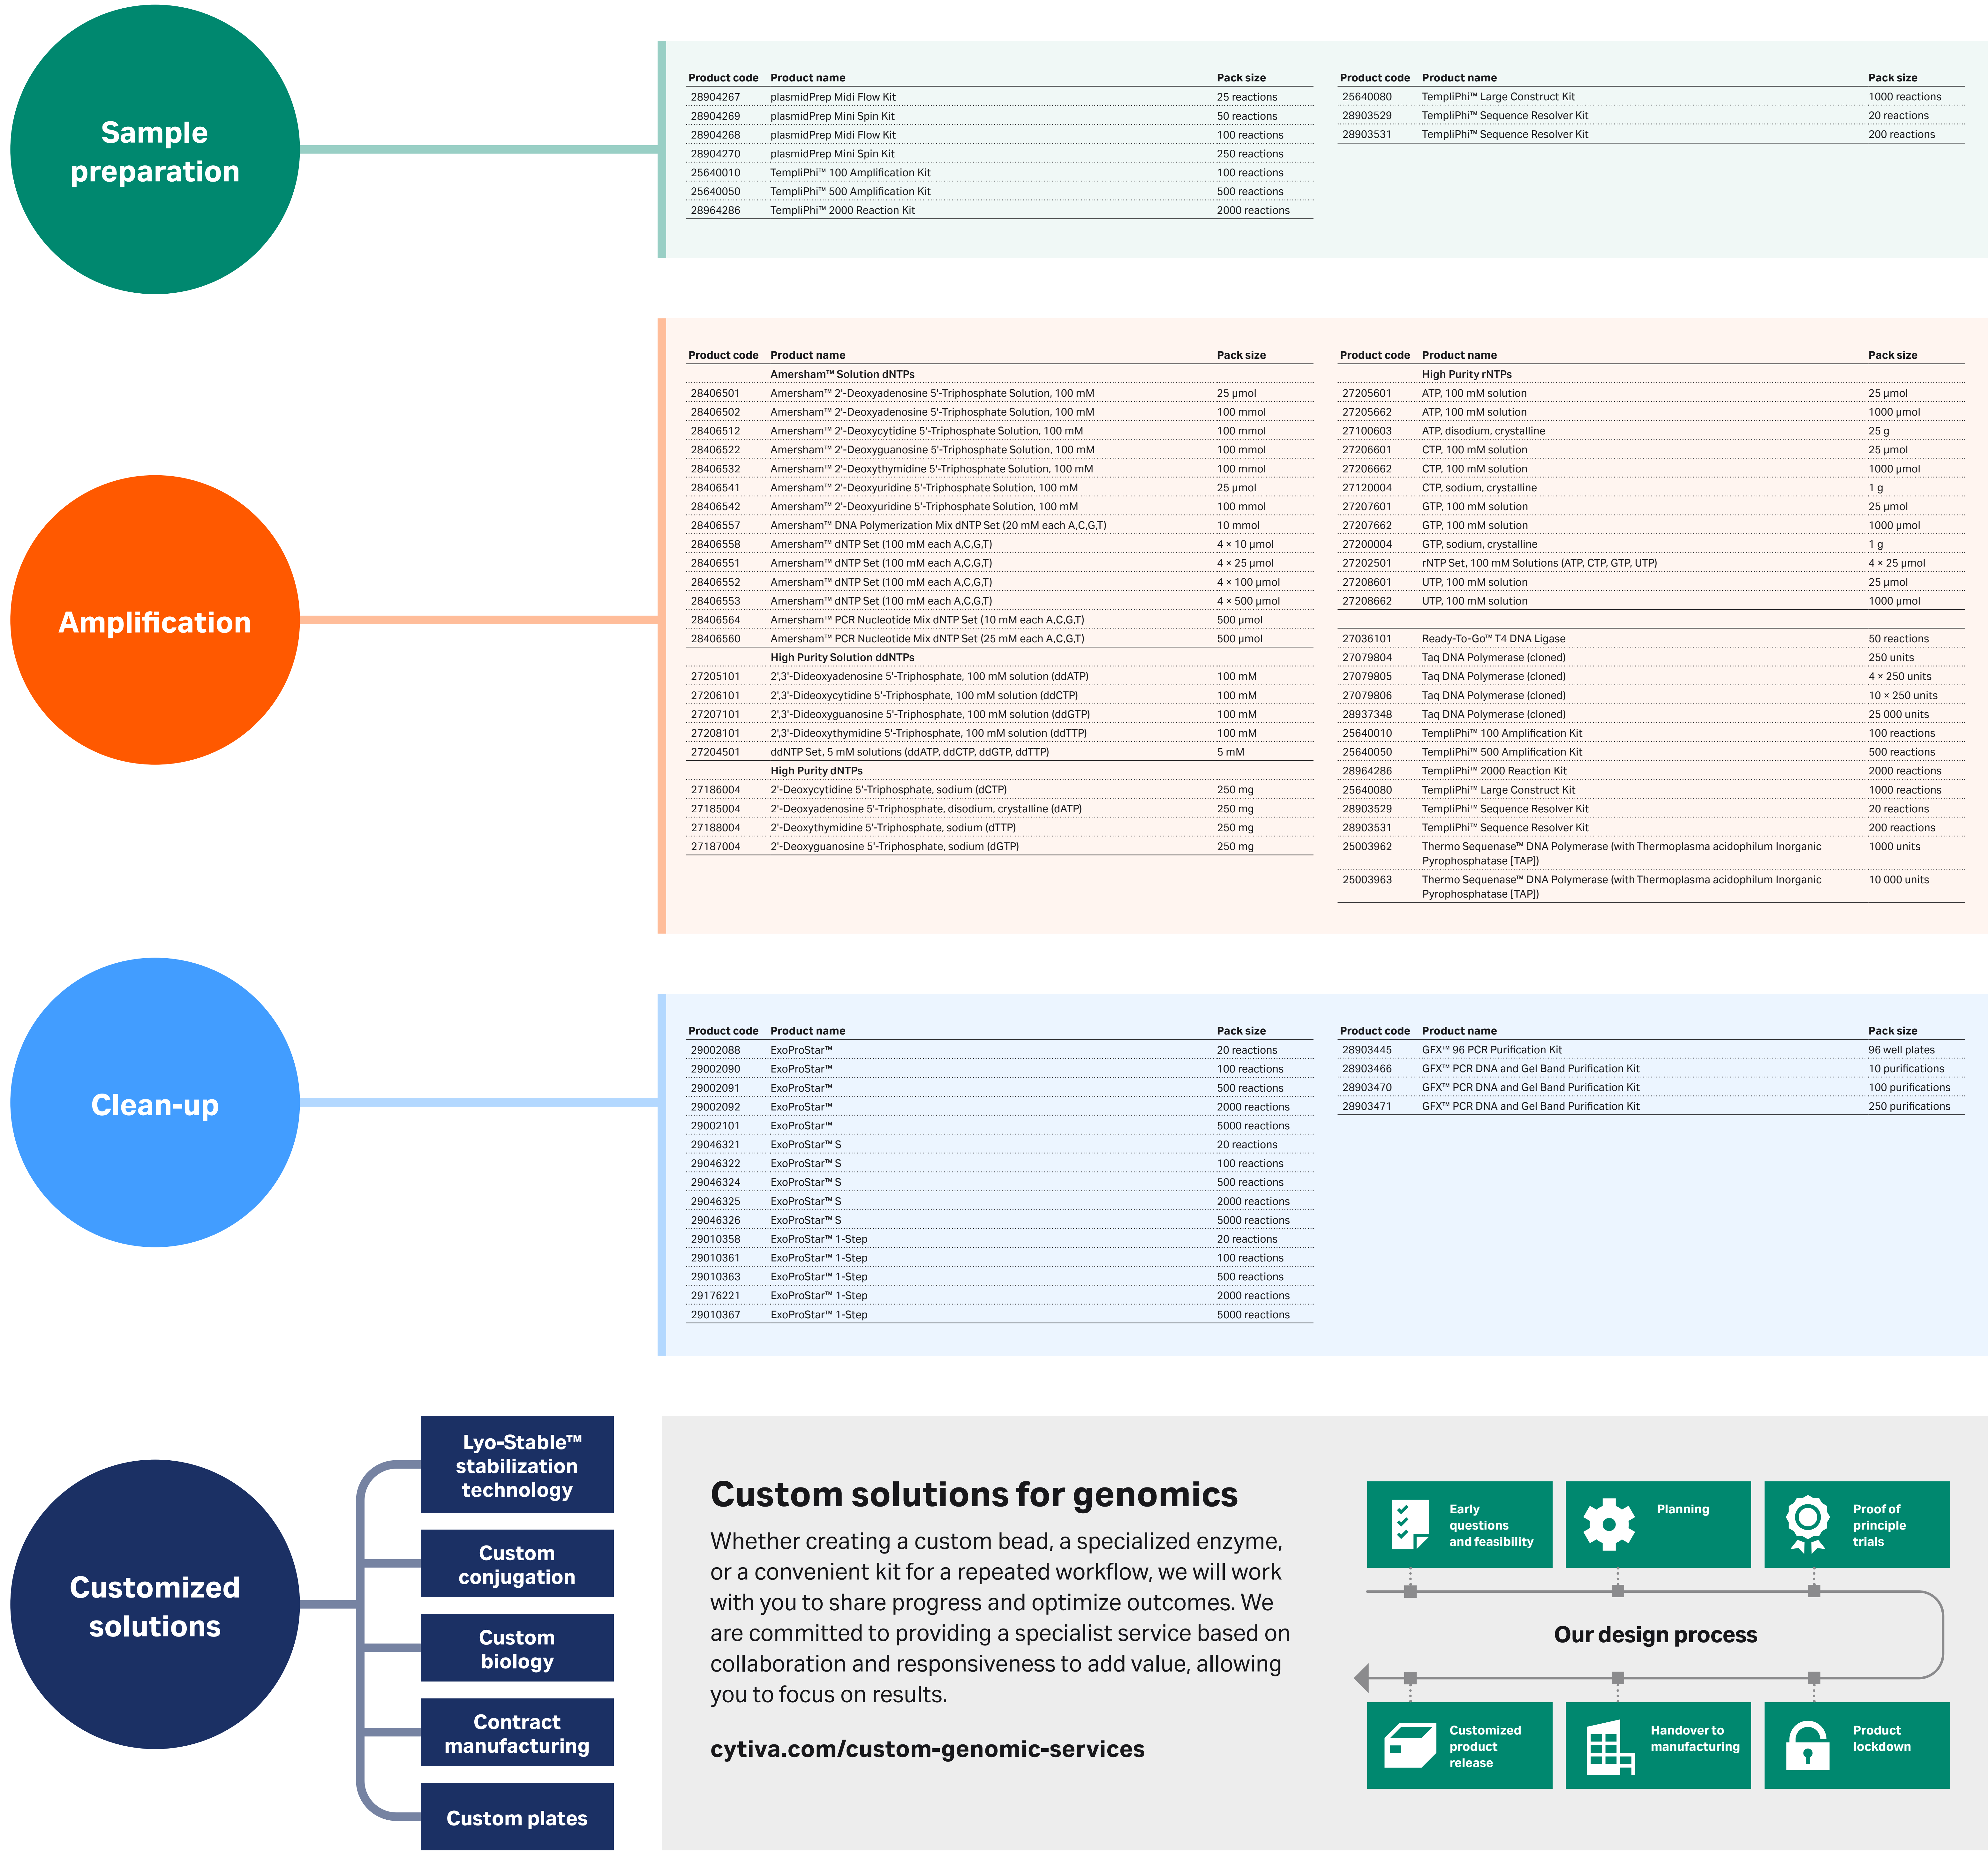 Sample
preparation
Product code Product name Pack size
28904267 plasmidPrep Midi Flow Kit 25 reactions
28904269 plasmidPrep Mini Spin Kit 50 reactions
28904268 plasmidPrep Midi Flow Kit 100 reactions
28904270 plasmidPrep Mini Spin Kit 250 reactions
25640010 TempliPhi™ 100 Amplification Kit 100 reactions
25640050 TempliPhi™ 500 Amplification Kit 500 reactions
28964286 TempliPhi™ 2000 Reaction Kit 2000 reactions
Product code Product name Pack size
25640080 TempliPhi™ Large Construct Kit 1000 reactions
28903529 TempliPhi™ Sequence Resolver Kit 20 reactions
28903531 TempliPhi™ Sequence Resolver Kit 200 reactions
Amplification
Product code Product name Pack size
Amersham™ Solution dNTPs
28406501 Amersham™ 2'-Deoxyadenosine 5'-Triphosphate Solution, 100 mM 25 µmol
28406502 Amersham™ 2'-Deoxyadenosine 5'-Triphosphate Solution, 100 mM 100 mmol
28406512 Amersham™ 2'-Deoxycytidine 5'-Triphosphate Solution, 100 mM 100 mmol
28406522 Amersham™ 2'-Deoxyguanosine 5'-Triphosphate Solution, 100 mM 100 mmol
28406532 Amersham™ 2'-Deoxythymidine 5'-Triphosphate Solution, 100 mM 100 mmol
28406541 Amersham™ 2'-Deoxyuridine 5'-Triphosphate Solution, 100 mM 25 µmol
28406542 Amersham™ 2'-Deoxyuridine 5'-Triphosphate Solution, 100 mM 100 mmol
28406557 Amersham™ DNA Polymerization Mix dNTP Set (20 mM each A,C,G,T) 10 mmol
28406558 Amersham™ dNTP Set (100 mM each A,C,G,T) 4 × 10 µmol
28406551 Amersham™ dNTP Set (100 mM each A,C,G,T) 4 × 25 µmol
28406552 Amersham™ dNTP Set (100 mM each A,C,G,T) 4 × 100 µmol
28406553 Amersham™ dNTP Set (100 mM each A,C,G,T) 4 × 500 µmol
28406564 Amersham™ PCR Nucleotide Mix dNTP Set (10 mM each A,C,G,T) 500 µmol
28406560 Amersham™ PCR Nucleotide Mix dNTP Set (25 mM each A,C,G,T) 500 µmol
High Purity Solution ddNTPs
27205101 2',3'-Dideoxyadenosine 5'-Triphosphate, 100 mM solution (ddATP) 100 mM
27206101 2',3'-Dideoxycytidine 5'-Triphosphate, 100 mM solution (ddCTP) 100 mM
27207101 2',3'-Dideoxyguanosine 5'-Triphosphate, 100 mM solution (ddGTP) 100 mM
27208101 2',3'-Dideoxythymidine 5'-Triphosphate, 100 mM solution (ddTTP) 100 mM
27204501 ddNTP Set, 5 mM solutions (ddATP, ddCTP, ddGTP, ddTTP) 5 mM
High Purity dNTPs
27186004 2'-Deoxycytidine 5'-Triphosphate, sodium (dCTP) 250 mg
27185004 2'-Deoxyadenosine 5'-Triphosphate, disodium, crystalline (dATP) 250 mg
27188004 2'-Deoxythymidine 5'-Triphosphate, sodium (dTTP) 250 mg
27187004 2'-Deoxyguanosine 5'-Triphosphate, sodium (dGTP) 250 mg
Product code Product name Pack size
High Purity rNTPs
27205601 ATP, 100 mM solution 25 µmol
27205662 ATP, 100 mM solution 1000 µmol
27100603 ATP, disodium, crystalline 25 g
27206601 CTP, 100 mM solution 25 µmol
27206662 CTP, 100 mM solution 1000 µmol
27120004 CTP, sodium, crystalline 1 g
27207601 GTP, 100 mM solution 25 µmol
27207662 GTP, 100 mM solution 1000 µmol
27200004 GTP, sodium, crystalline 1 g
27202501 rNTP Set, 100 mM Solutions (ATP, CTP, GTP, UTP) 4 × 25 µmol
27208601 UTP, 100 mM solution 25 µmol
27208662 UTP, 100 mM solution 1000 µmol
27036101 Ready-To-Go™ T4 DNA Ligase 50 reactions
27079804 Taq DNA Polymerase (cloned) 250 units
27079805 Taq DNA Polymerase (cloned) 4 × 250 units
27079806 Taq DNA Polymerase (cloned) 10 × 250 units
28937348 Taq DNA Polymerase (cloned) 25 000 units
25640010 TempliPhi™ 100 Amplification Kit 100 reactions
25640050 TempliPhi™ 500 Amplification Kit 500 reactions
28964286 TempliPhi™ 2000 Reaction Kit 2000 reactions
25640080 TempliPhi™ Large Construct Kit 1000 reactions
28903529 TempliPhi™ Sequence Resolver Kit 20 reactions
28903531 TempliPhi™ Sequence Resolver Kit 200 reactions
25003962 Thermo Sequenase™ DNA Polymerase (with Thermoplasma acidophilum Inorganic 1000 units
Pyrophosphatase [TAP])
25003963 Thermo Sequenase™ DNA Polymerase (with Thermoplasma acidophilum Inorganic 10 000 units
Pyrophosphatase [TAP])
Clean-up
Product code Product name Pack size
29002088 ExoProStar™ 20 reactions
29002090 ExoProStar™ 100 reactions
29002091 ExoProStar™ 500 reactions
29002092 ExoProStar™ 2000 reactions
29002101 ExoProStar™ 5000 reactions
29046321 ExoProStar™ S 20 reactions
29046322 ExoProStar™ S 100 reactions
29046324 ExoProStar™ S 500 reactions
29046325 ExoProStar™ S 2000 reactions
29046326 ExoProStar™ S 5000 reactions
29010358 ExoProStar™ 1-Step 20 reactions
29010361 ExoProStar™ 1-Step 100 reactions
29010363 ExoProStar™ 1-Step 500 reactions
29176221 ExoProStar™ 1-Step 2000 reactions
29010367 ExoProStar™ 1-Step 5000 reactions
Product code Product name Pack size
28903445 GFX™ 96 PCR Purification Kit 96 well plates
28903466 GFX™ PCR DNA and Gel Band Purification Kit 10 purifications
28903470 GFX™ PCR DNA and Gel Band Purification Kit 100 purifications
28903471 GFX™ PCR DNA and Gel Band Purification Kit 250 purifications
Customized
solutions
Lyo-Stable™
stabilization
technology
Custom
conjugation
Custom
biology
Contract
manufacturing
Custom plates
Custom solutions for genomics
Whether creating a custom bead, a specialized enzyme,
or a convenient kit for a repeated workflow, we will work
with you to share progress and optimize outcomes. We
are committed to providing a specialist service based on
collaboration and responsiveness to add value, allowing
you to focus on results.
cytiva.com/custom-genomic-services
Early
questions
and feasibility
Planning
Proof of
principle
trials
Our design process
Customized
product
release
Handover to
manufacturing
Product
lockdown